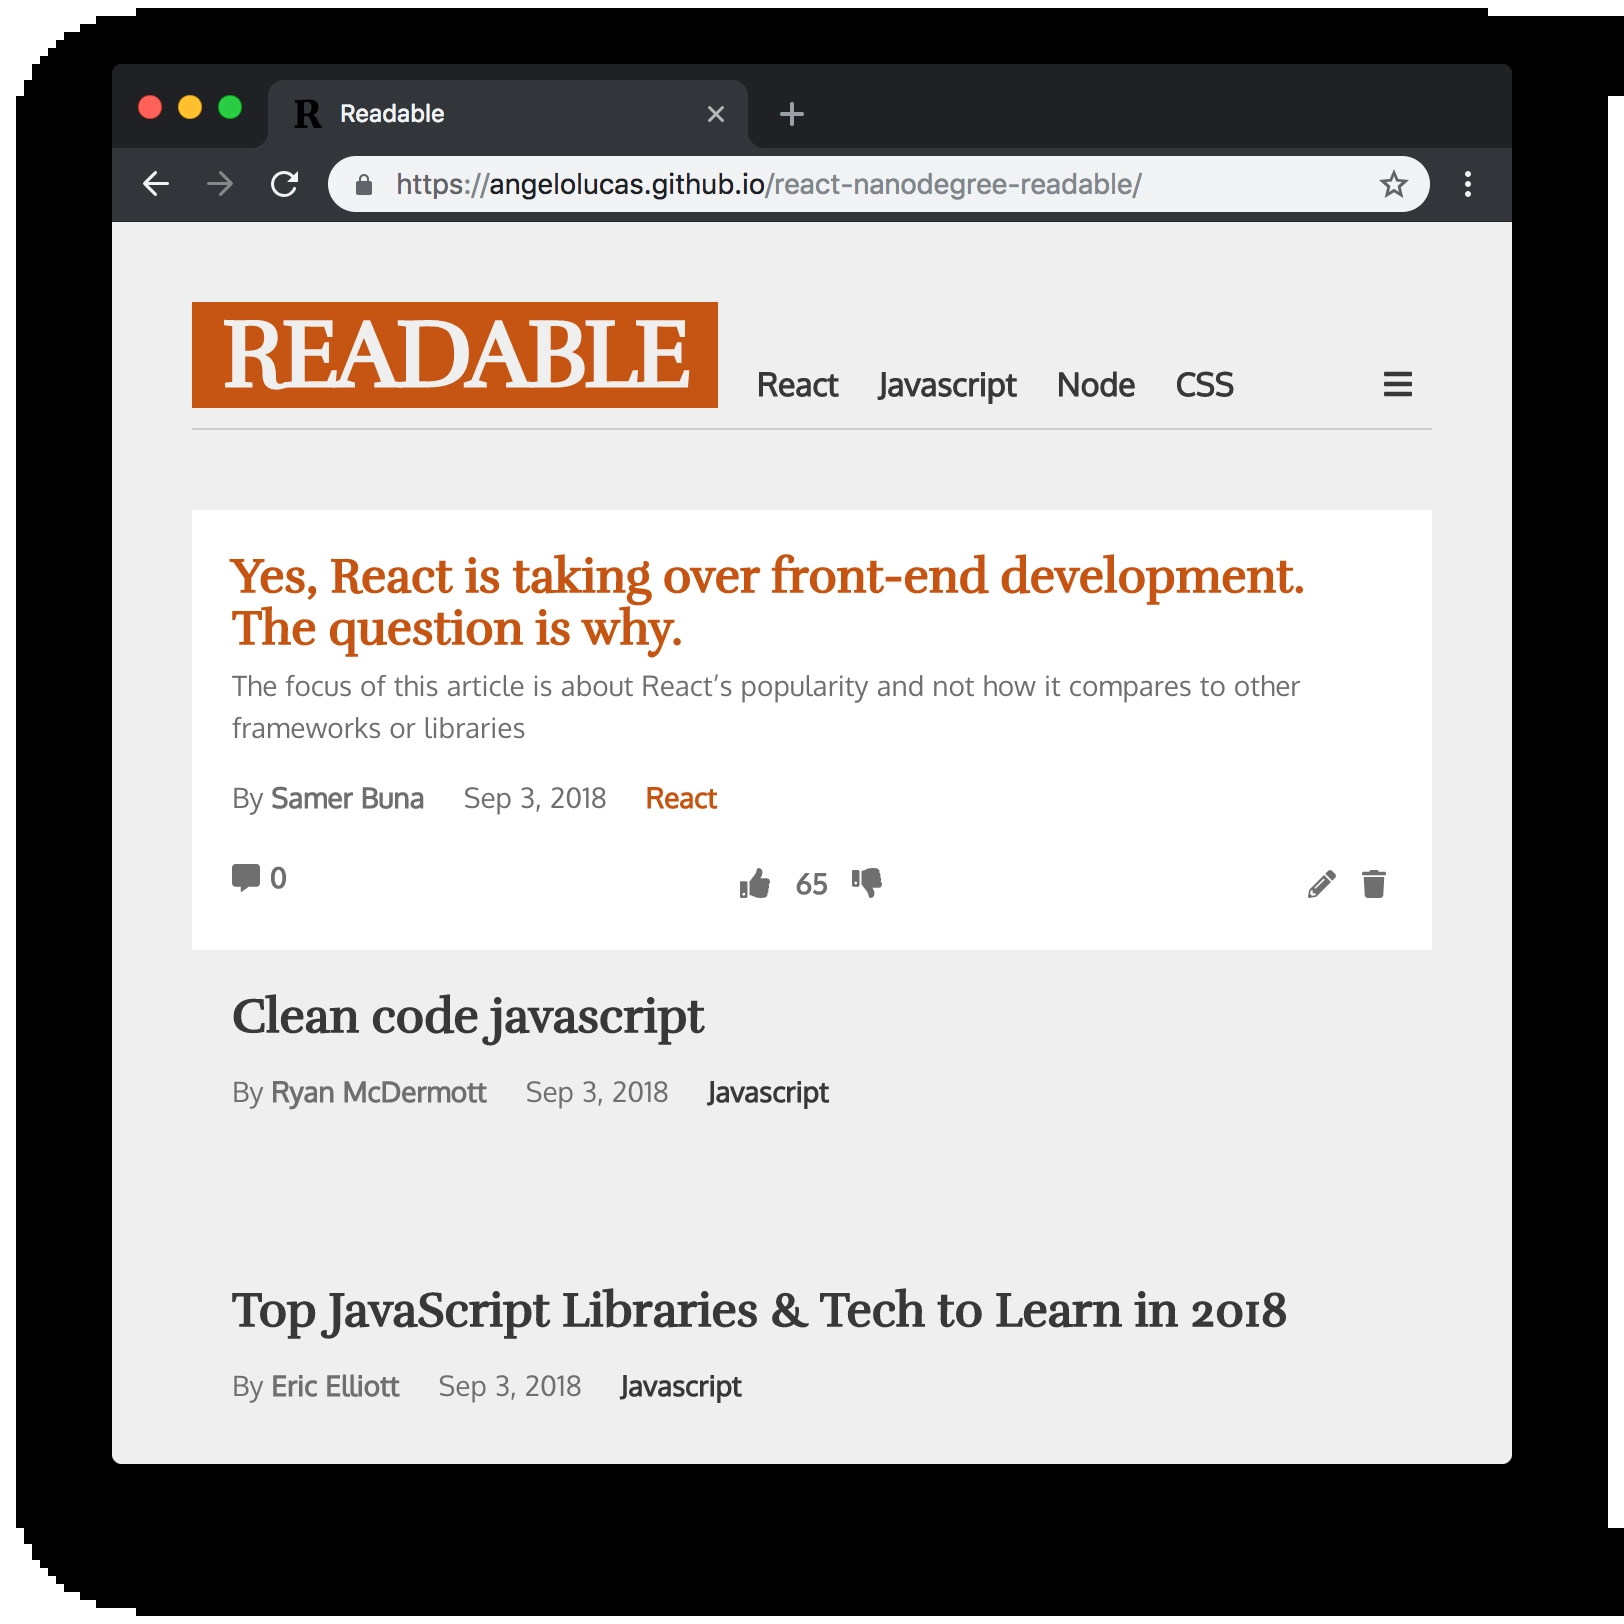 R Readable
https://angelolucas.github.io/react-nanodegree-readable/
READABLE
React Javascript Node CSS
Yes, React is taking over front-end development.
The question is why.
The focus of this article is about React’s popularity and not how it compares to other
frameworks or libraries
By Samer Buna Sep 3, 2018 React
0 65
Clean code javascript
By Ryan McDermott Sep 3, 2018 Javascript
Top JavaScript Libraries & Tech to Learn in 2018
By Eric Elliott Sep 3, 2018 Javascript